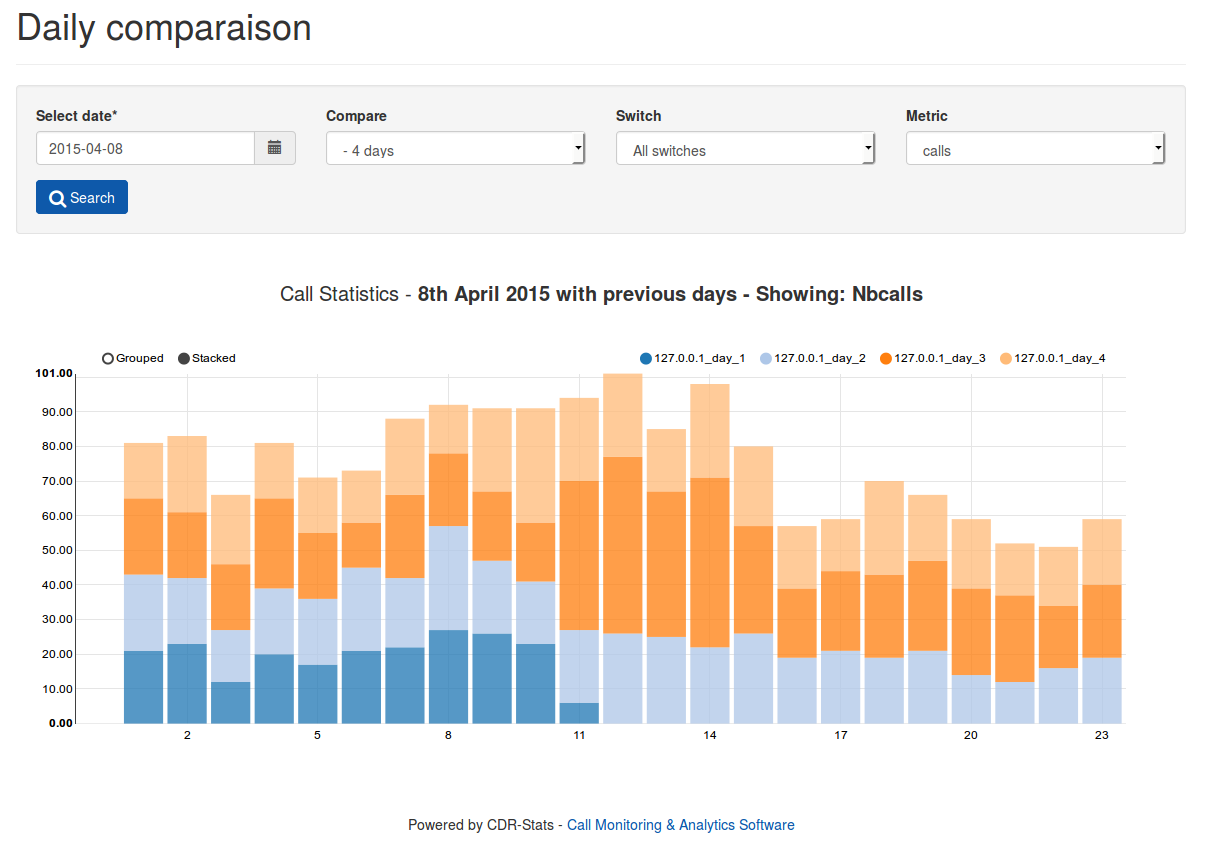 Daily comparaison
Select date* Compare Switch Metric
2015-04-08 - 4 days All switches calls
Search
Call Statistics - 8th April 2015 with previous days - Showing: Nbcalls
Grouped Stacked 127.0.0.1_day_1 127.0.0.1_day_2 127.0.0.1_day_3 127.0.0.1_day_4
101.00
90.00
80.00
70.00
60.00
50.00
40.00
30.00
20.00
10.00
0.00
2 5 8 11 14 17 20 23
Powered by CDR-Stats - Call Monitoring & Analytics Software